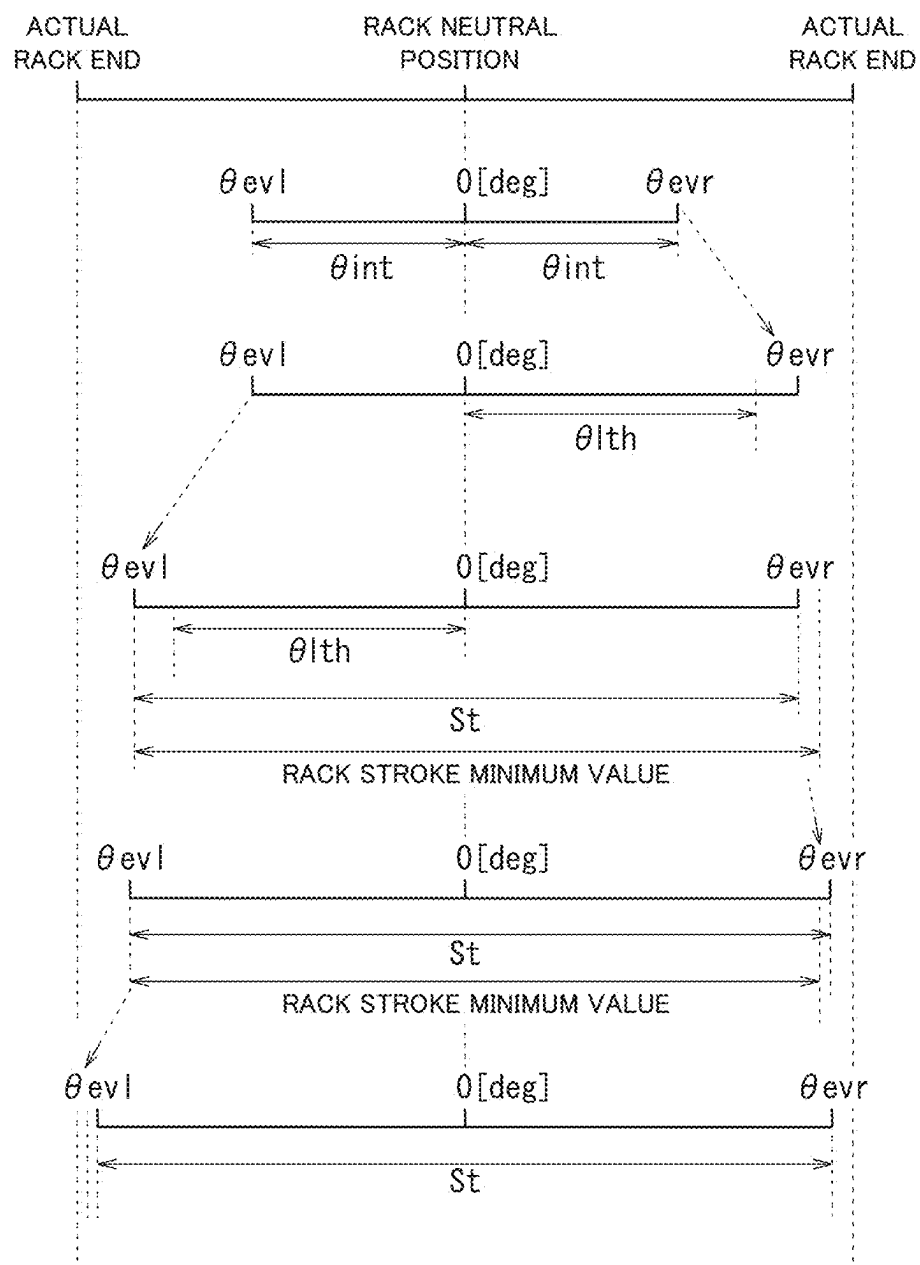 ACTUAL
RACK END
RACK NEUTRAL
POSITION
ACTUAL
RACK END
θevl 0[deg] θevr
θint θint
θevl 0[deg] θevr
θlth
θevl 0[deg] θevr
θlth
St
RACK STROKE MINIMUM VALUE
θevl 0[deg] θevr
St
RACK STROKE MINIMUM VALUE
θevl 0[deg] θevr
St